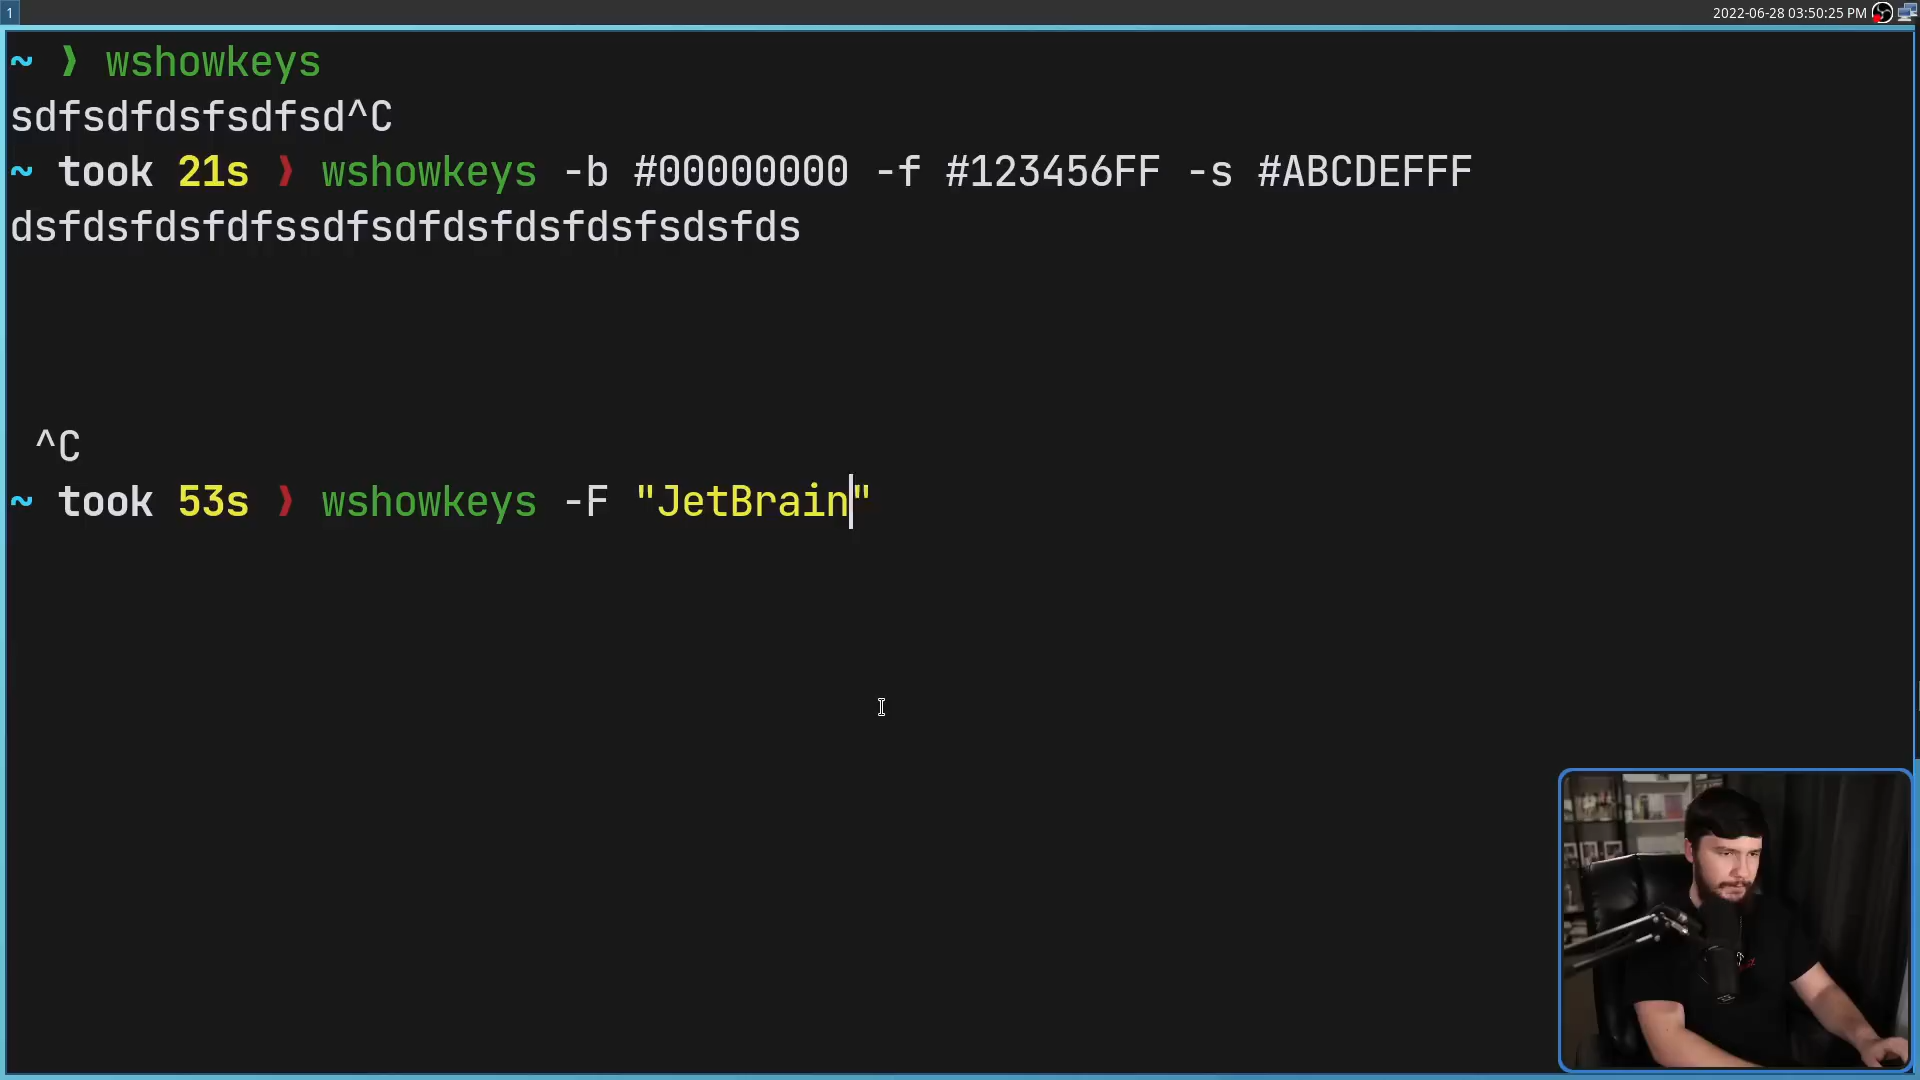 1
2022-06-28 03:50:25 PM
~ ❯ wshowkeys
sdfsdfdsfsdfsd^C
~ took 21s ❯ wshowkeys -b #00000000 -f #123456FF -s #ABCDEFFF
dsfdsfdsfdfssdfsdfdsfdsfdsfsdsfds
^C
~ took 53s ❯ wshowkeys -F "JetBrain"